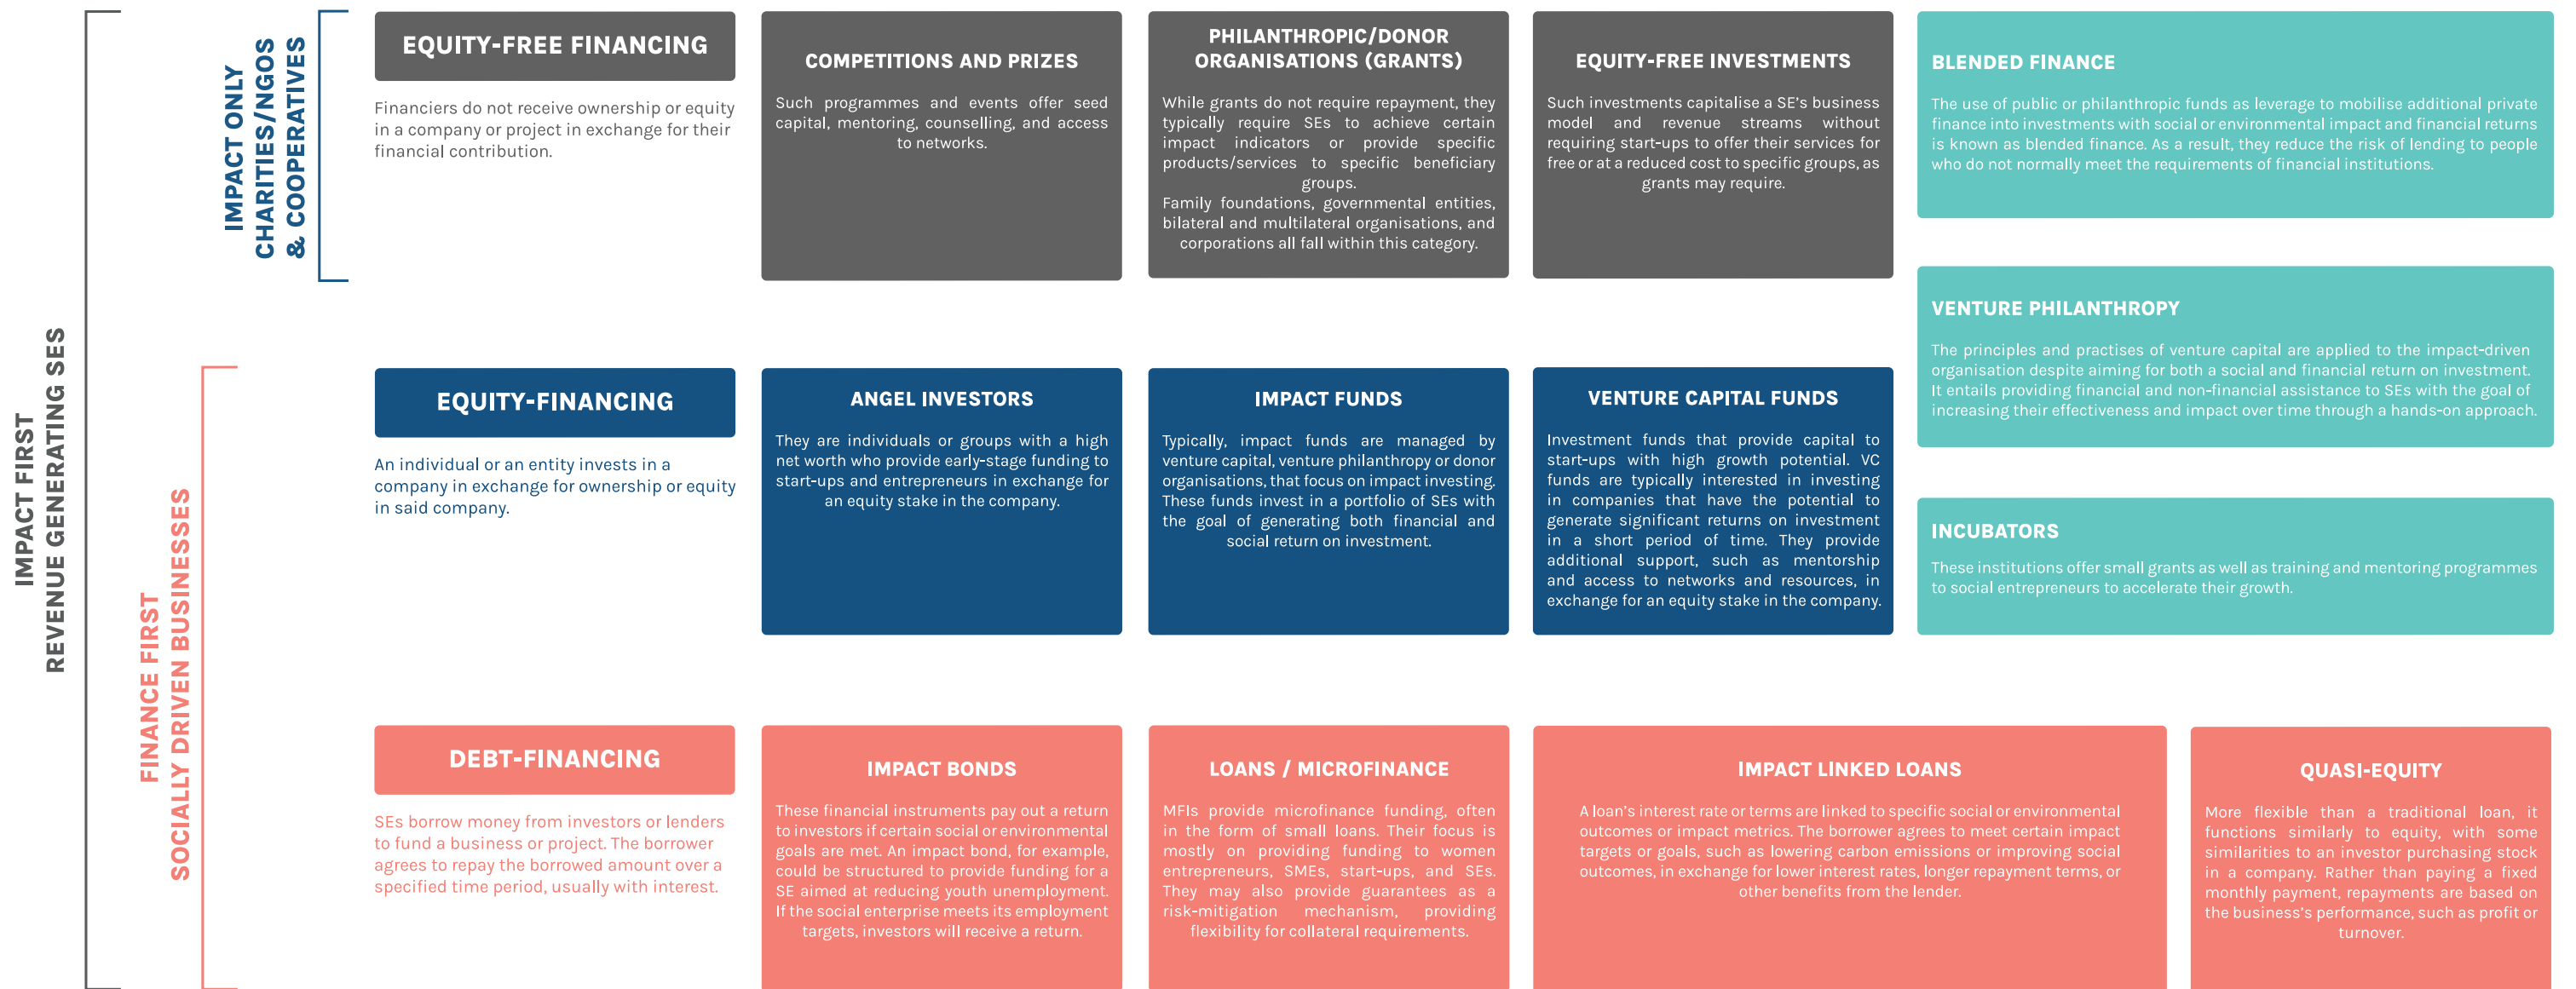 IMPACT FIRST
REVENUE GENERATING SES
FINANCE FIRST
SOCIALLY DRIVEN BUSINESSES
IMPACT ONLY
CHARITIES/NGOS
& COOPERATIVES
EQUITY-FREE FINANCING
Financiers do not receive ownership or equity
in a company or project in exchange for their
financial contribution.
COMPETITIONS AND PRIZES
Such programmes and events offer seed
capital, mentoring, counselling, and access
to networks.
PHILANTHROPIC/DONOR
ORGANISATIONS (GRANTS)
While grants do not require repayment, they
typically require SEs to achieve certain
impact indicators or provide specific
products/services to specific beneficiary
groups.
Family foundations, governmental entities,
bilateral and multilateral organisations, and
corporations all fall within this category.
EQUITY-FREE INVESTMENTS
Such investments capitalise a SE's business
model and revenue streams without
requiring start-ups to offer their services for
free or at a reduced cost to specific groups, as
grants may require.
BLENDED FINANCE
The use of public or philanthropic funds as leverage to mobilise additional private
finance into investments with social or environmental impact and financial returns
is known as blended finance. As a result, they reduce the risk of lending to people
who do not normally meet the requirements of financial institutions.
VENTURE PHILANTHROPY
The principles and practises of venture capital are applied to the impact-driven
organisation despite aiming for both a social and financial return on investment.
It entails providing financial and non-financial assistance to SEs with the goal of
increasing their effectiveness and impact over time through a hands-on approach.
INCUBATORS
These institutions offer small grants as well as training and mentoring programmes
to social entrepreneurs to accelerate their growth.
EQUITY-FINANCING
An individual or an entity invests in a
company in exchange for ownership or equity
in said company.
ANGEL INVESTORS
They are individuals or groups with a high
net worth who provide early-stage funding to
start-ups and entrepreneurs in exchange for
an equity stake in the company.
IMPACT FUNDS
Typically, impact funds are managed by
venture capital, venture philanthropy or donor
organisations, that focus on impact investing.
These funds invest in a portfolio of SEs with
the goal of generating both financial and
social return on investment.
VENTURE CAPITAL FUNDS
Investment funds that provide capital to
start-ups with high growth potential. VC
funds are typically interested in investing
in companies that have the potential to
generate significant returns on investment
in a short period of time. They provide
additional support, such as mentorship
and access to networks and resources, in
exchange for an equity stake in the company.
DEBT-FINANCING
SEs borrow money from investors or lenders
to fund a business or project. The borrower
agrees to repay the borrowed amount over a
specified time period, usually with interest.
IMPACT BONDS
These financial instruments pay out a return
to investors if certain social or environmental
goals are met. An impact bond, for example,
could be structured to provide funding for a
SE aimed at reducing youth unemployment.
If the social enterprise meets its employment
targets, investors will receive a return.
LOANS / MICROFINANCE
MFIs provide microfinance funding, often
in the form of small loans. Their focus is
mostly on providing funding to women
entrepreneurs, SMEs, start-ups, and SEs.
They may also provide guarantees as a
risk-mitigation mechanism, providing
flexibility for collateral requirements.
IMPACT LINKED LOANS
A loan's interest rate or terms are linked to specific social or environmental
outcomes or impact metrics. The borrower agrees to meet certain impact
targets or goals, such as lowering carbon emissions or improving social
outcomes, in exchange for lower interest rates, longer repayment terms, or
other benefits from the lender.
QUASI-EQUITY
More flexible than a traditional loan, it
functions similarly to equity, with some
similarities to an investor purchasing stock
in a company. Rather than paying a fixed
monthly payment, repayments are based on
the business's performance, such as profit or
turnover.